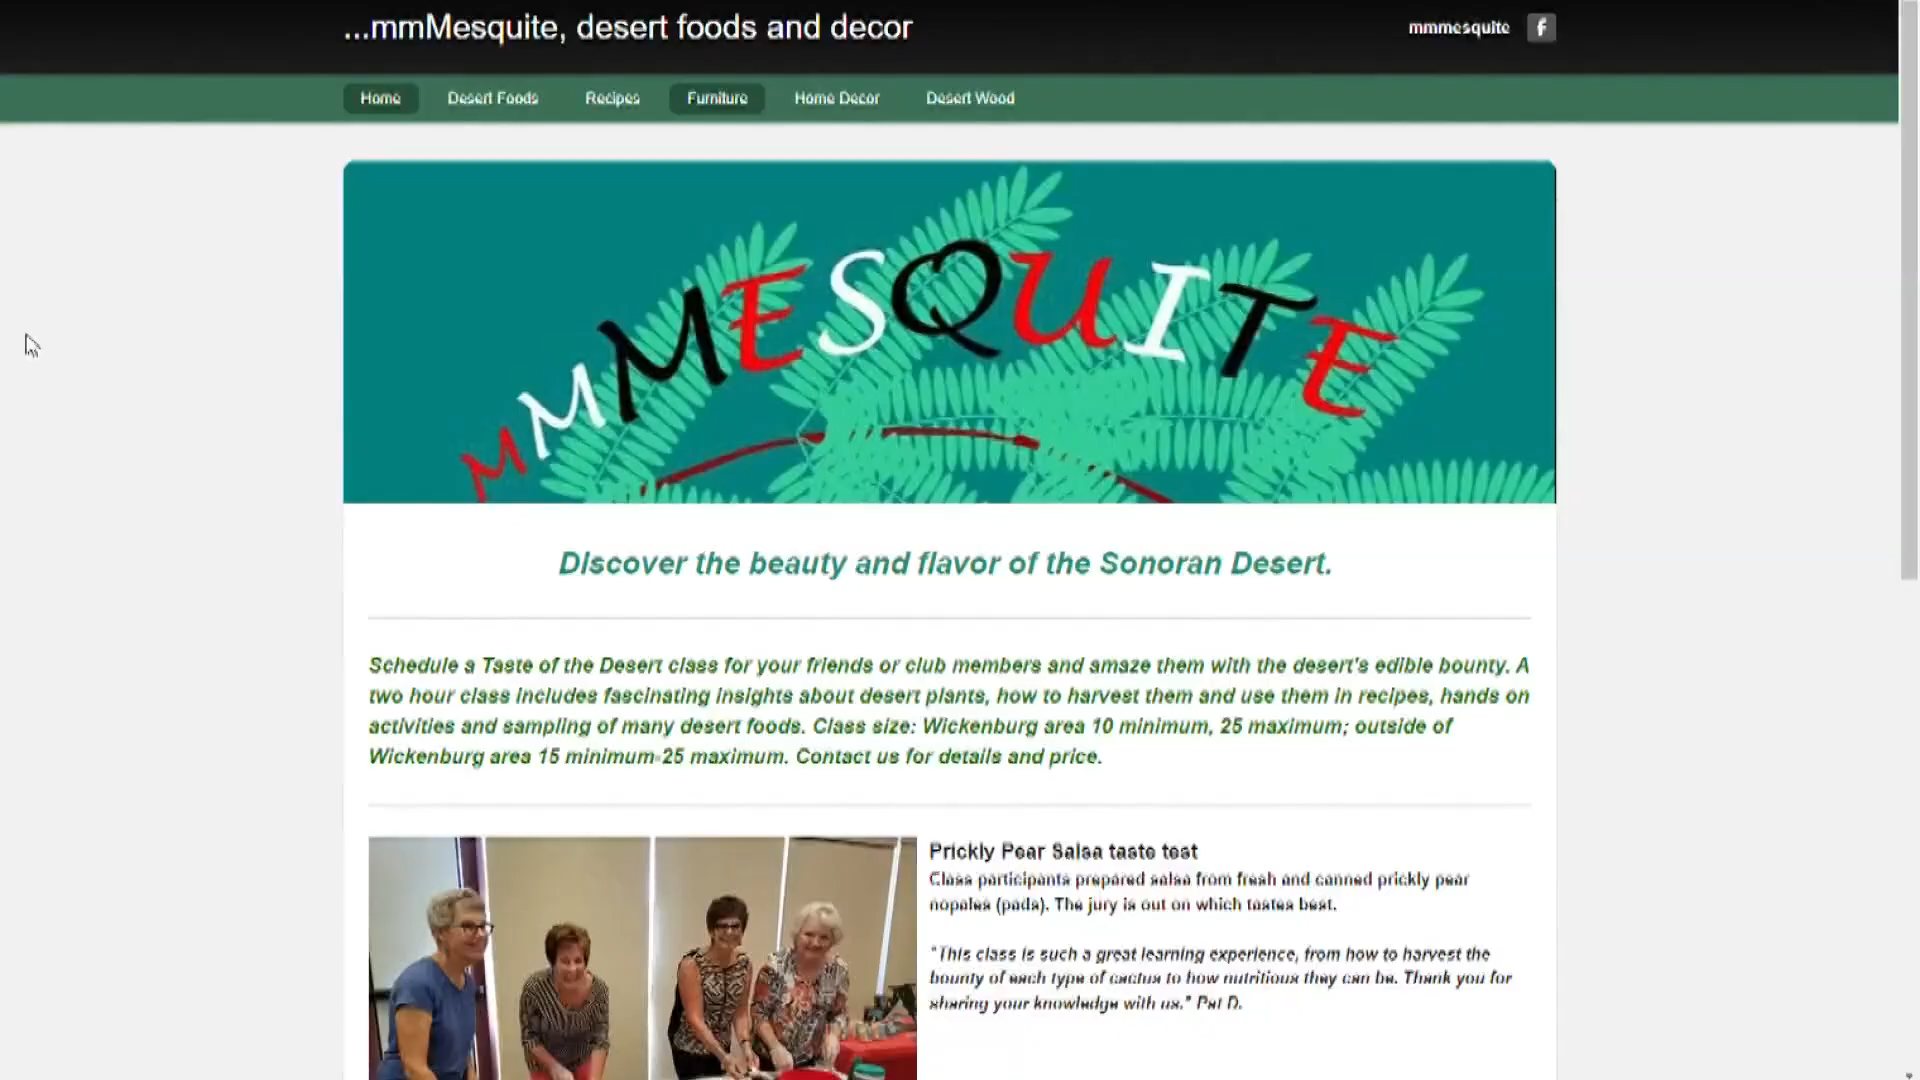 ...mmMesquite, desert foods and decor
mmmesquite f
Home Desert Foods Recipes Furniture Home Decor Desert Wood
MMMESQUITE
Discover the beauty and flavor of the Sonoran Desert.
Schedule a Taste of the Desert class for your friends or club members and amaze them with the desert's edible bounty. A
two hour class includes fascinating insights about desert plants, how to harvest them and use them in recipes, hands on
activities and sampling of many desert foods. Class size: Wickenburg area 10 minimum, 25 maximum; outside of
Wickenburg area 15 minimum-25 maximum. Contact us for details and price.
Prickly Pear Salsa taste test
Class participants prepared salsa from fresh and canned prickly pear
nopales (pads). The jury is out on which tastes best.
"This class is such a great learning experience, from how to harvest the
bounty of each type of cactus to how nutritious they can be. Thank you for
sharing your knowledge with us." Pat D.